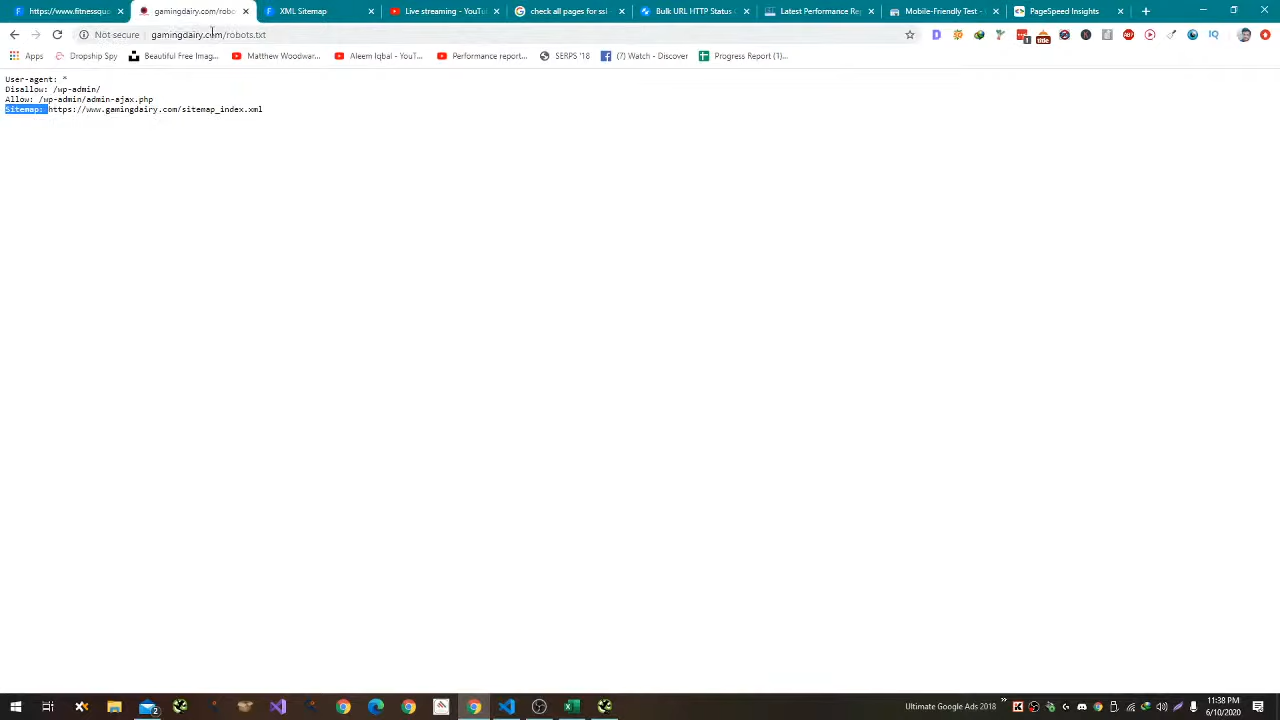 https://www.fitnessqu
gamingdairy.com/robo
XML Sitemap
Live streaming - YouTu
check all pages for ssl
Bulk URL HTTP Status C
Latest Performance Re
Mobile-Friendly Test -
PageSpeed Insights
Not secure | gamingdairy.com/robots.txt
Apps
Dropship Spy
Beautiful Free Imag...
Matthew Woodwar...
Aleem Iqbal - YouT...
Performance report...
SERPS '18
(?) Watch - Discover
Progress Report (1)...
User-agent: *
Disallow: /wp-admin/
Allow: /wp-admin/admin-ajax.php
Sitemap: https://www.gamingdairy.com/sitemap_index.xml
Ultimate Google Ads 2018
11:38 PM
6/10/2020